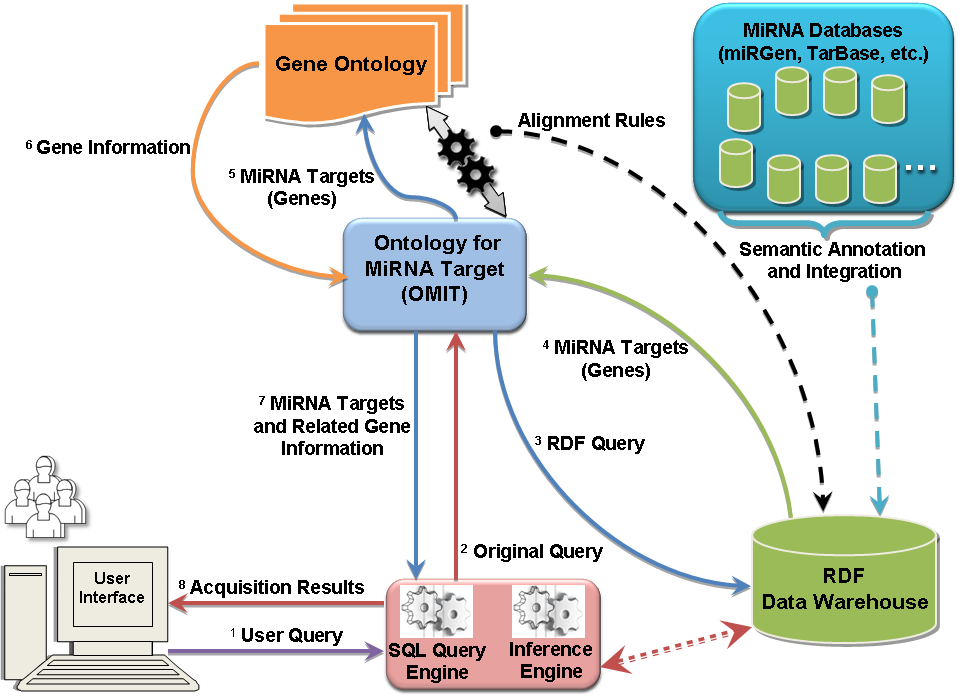 MiRNA Databases
(miRGen, TarBase, etc.)
...
Gene Ontology
Alignment Rules
6 Gene Information
5 MiRNA Targets
(Genes)
Semantic Annotation
and Integration
Ontology for
MiRNA Target
(OMIT)
4 MiRNA Targets
(Genes)
7 MiRNA Targets
and Related Gene
Information
3 RDF Query
2 Original Query
RDF
Data Warehouse
User
Interface
8 Acquisition Results
1 User Query
SQL Query
Engine
Inference
Engine